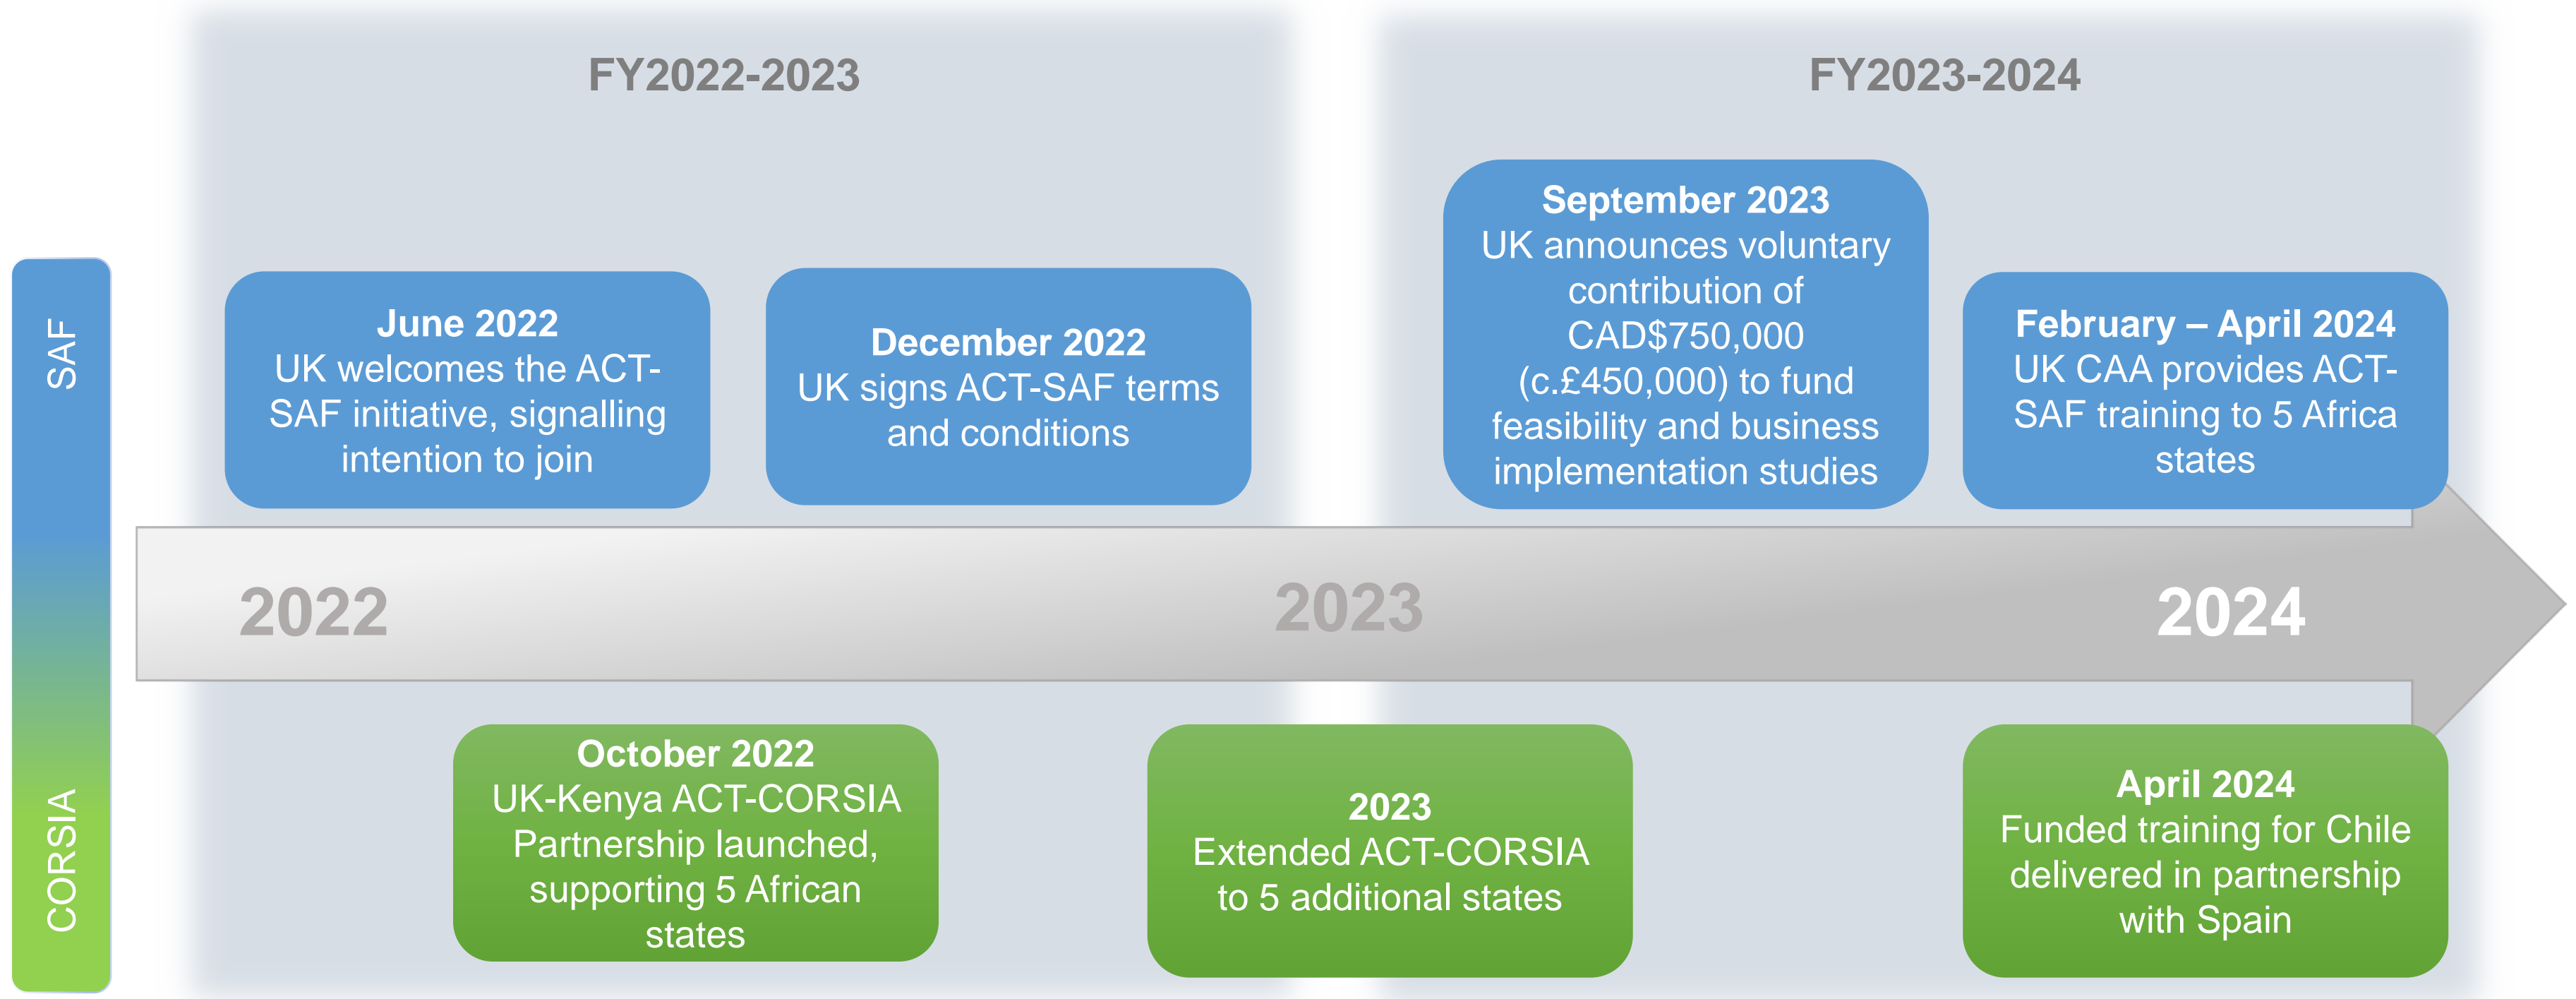 FY2022-2023
FY2023-2024
SAF
June 2022
UK welcomes the ACT-
SAF initiative, signalling
intention to join
December 2022
UK signs ACT-SAF terms
and conditions
September 2023
UK announces voluntary
contribution of
CAD$750,000
(c.£450,000) to fund
feasibility and business
implementation studies
February – April 2024
UK CAA provides ACT-
SAF training to 5 Africa
states
2022
2023
2024
CORSIA
October 2022
UK-Kenya ACT-CORSIA
Partnership launched,
supporting 5 African
states
2023
Extended ACT-CORSIA
to 5 additional states
April 2024
Funded training for Chile
delivered in partnership
with Spain